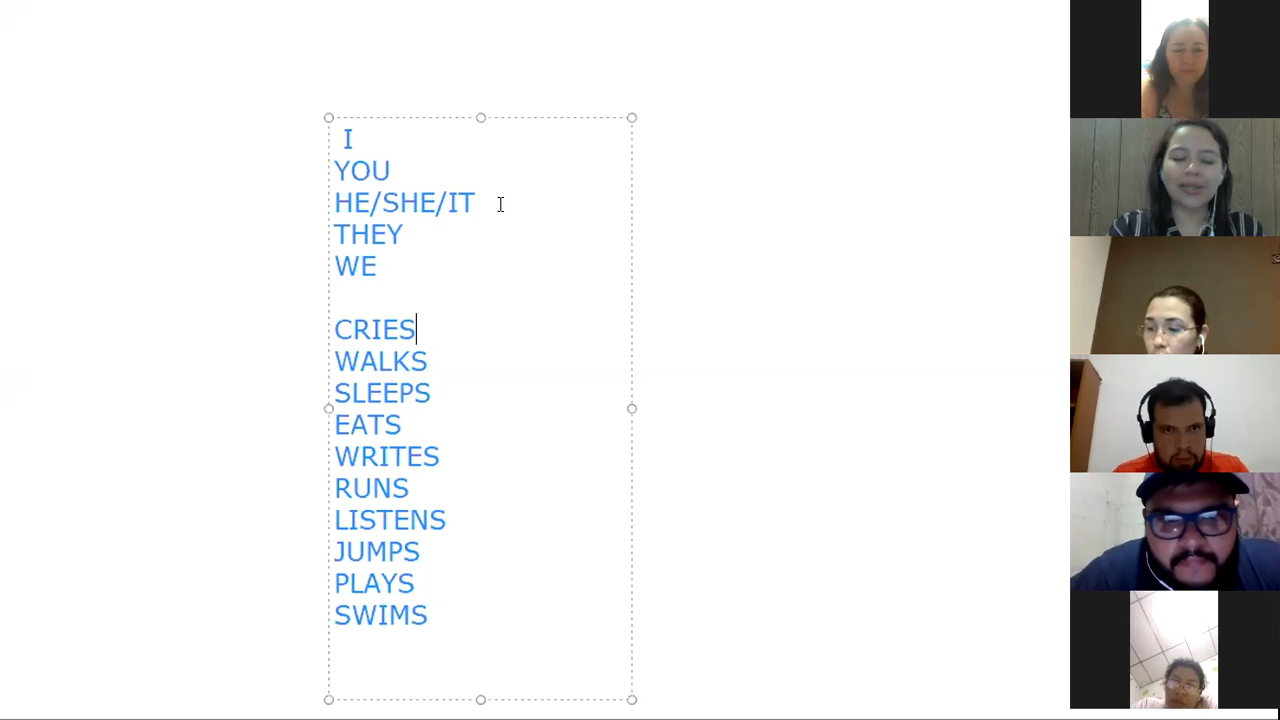 I
YOU
HE/SHE/IT
THEY
WE
CRIES
WALKS
SLEEPS
EATS
WRITES
RUNS
LISTENS
JUMPS
PLAYS
SWIMS